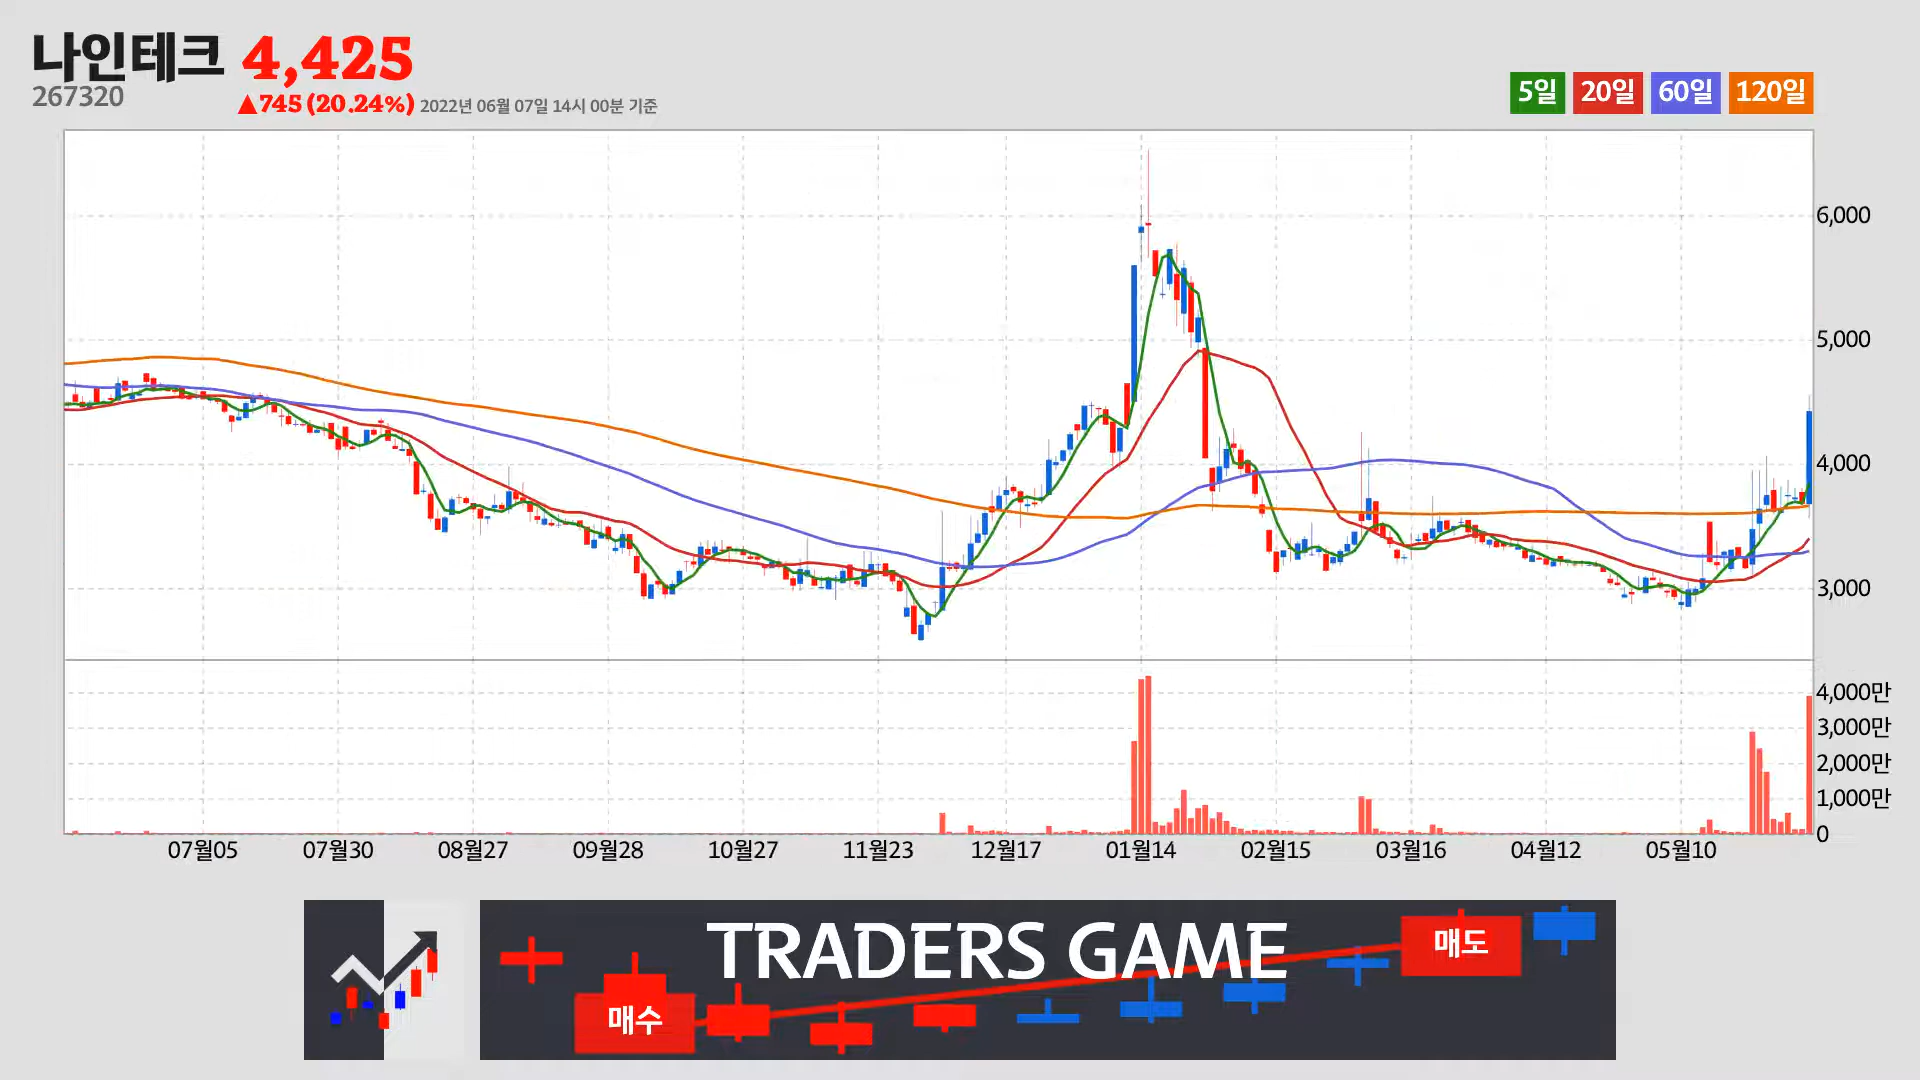 나인테크 4,425
267320
▲745 (20.24%) 2022년 06월 07일 14시 00분 기준
5일 20일 60일 120일
6,000
5,000
4,000
3,000
4,000만
3,000만
2,000만
1,000만
0
07월05 07월30 08월27 09월28 10월27 11월23 12월17 01월14 02월15 03월16 04월12 05월10
TRADERS GAME
매도
매수